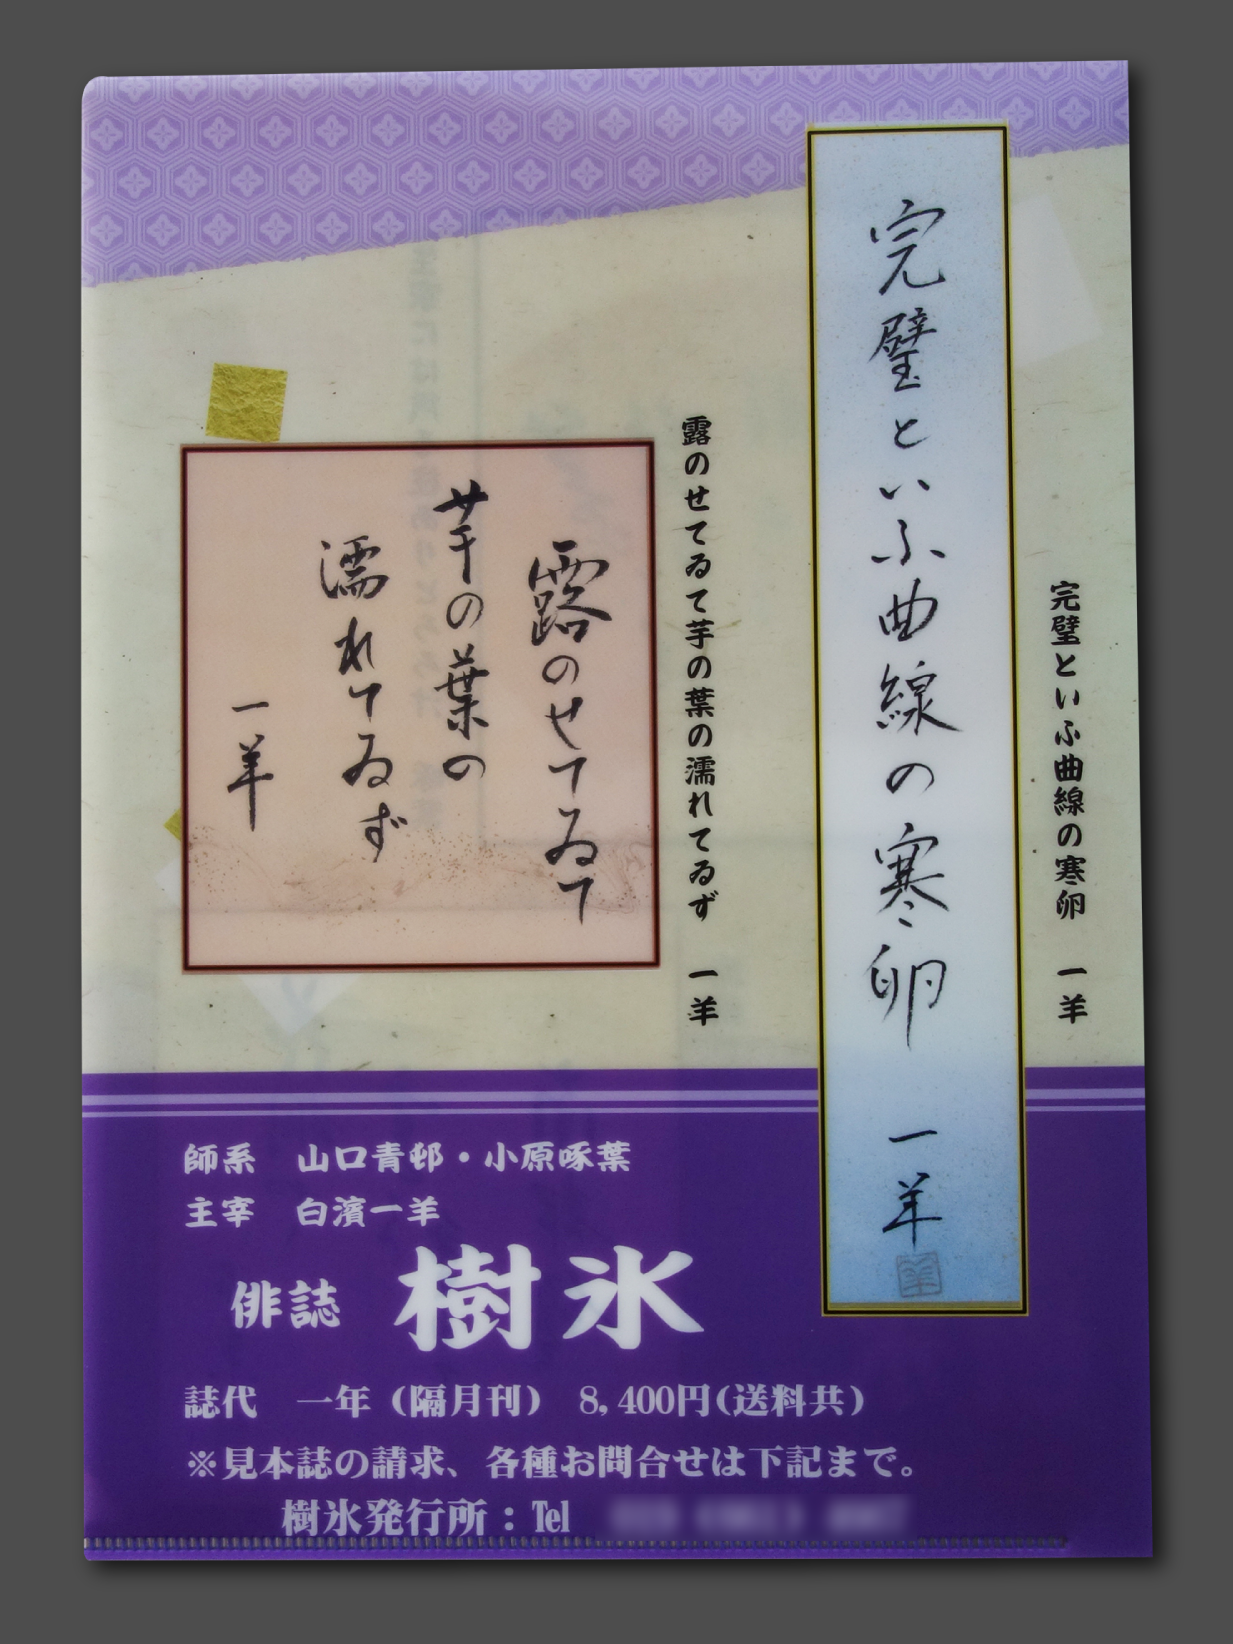 完璧といふ曲線の寒卵　一羊
完璧といふ曲線の寒卵　一羊
露のせてゐて芋の葉の濡れてゐず　一羊
露のせてゐて
芋の葉の
濡れてゐず
一羊
師系　山口青邨・小原啄葉
主宰　白濱一羊
俳誌　樹氷
誌代　一年（隔月刊）　8,400円(送料共)
※見本誌の請求、各種お問合せは下記まで。
樹氷発行所：Tel